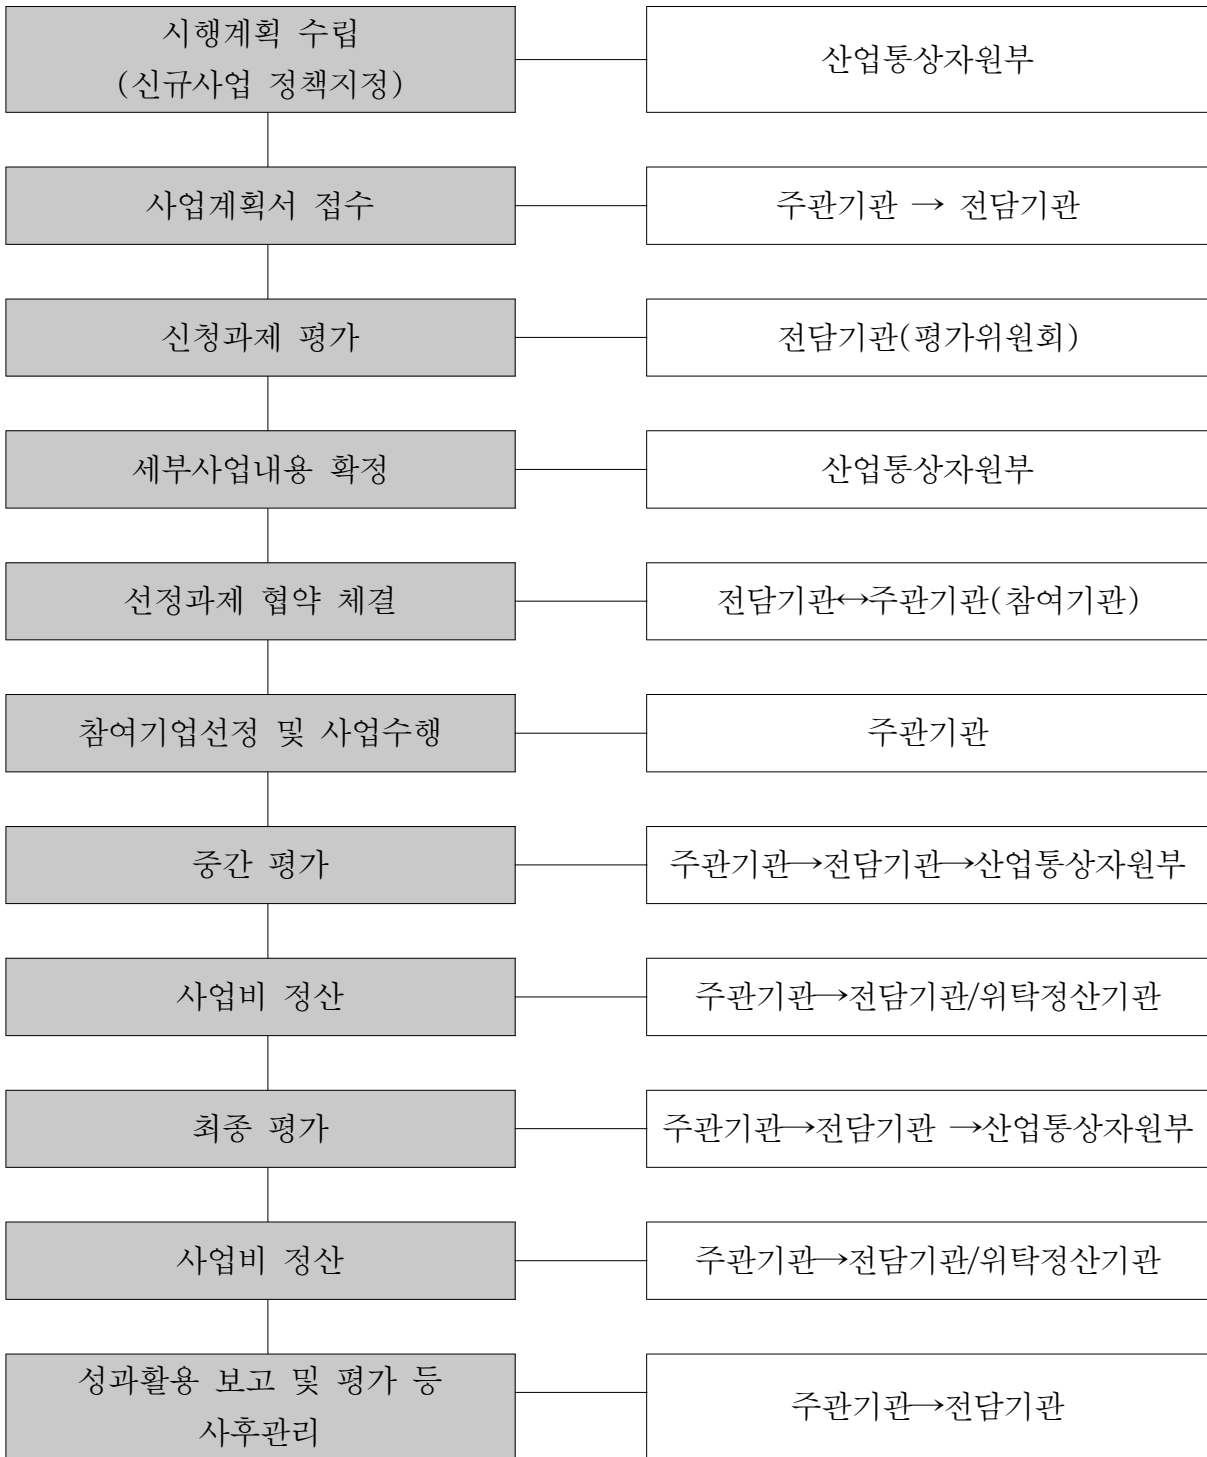 시행계획 수립
(신규사업 정책지정)
산업통상자원부
사업계획서 접수
주관기관 → 전담기관
신청과제 평가
전담기관(평가위원회)
세부사업내용 확정
산업통상자원부
선정과제 협약 체결
전담기관↔주관기관(참여기관)
참여기업선정 및 사업수행
주관기관
중간 평가
주관기관→전담기관→산업통상자원부
사업비 정산
주관기관→전담기관/위탁정산기관
최종 평가
주관기관→전담기관 →산업통상자원부
사업비 정산
주관기관→전담기관/위탁정산기관
성과활용 보고 및 평가 등
사후관리
주관기관→전담기관